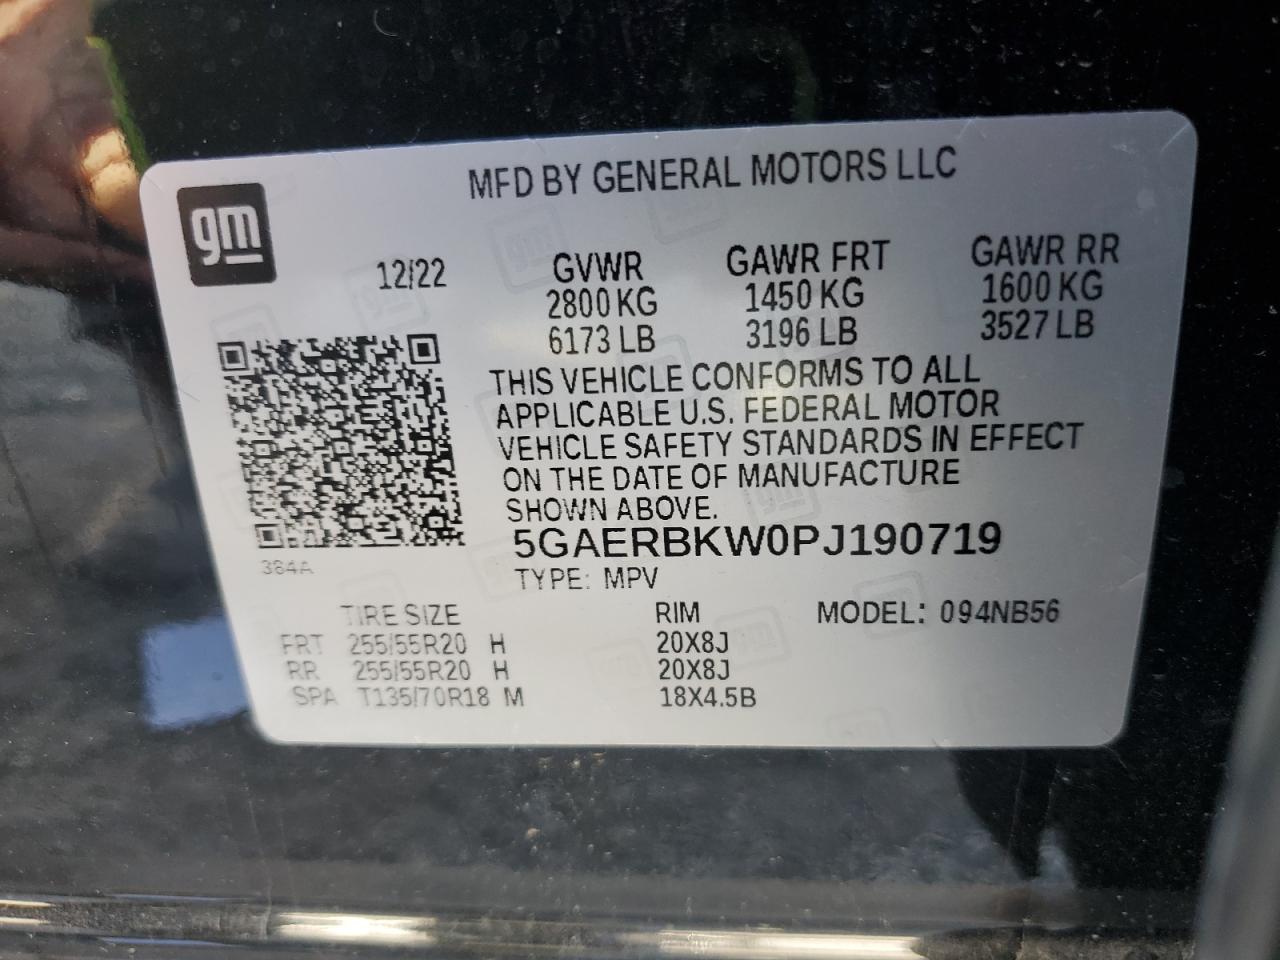 MFD BY GENERAL MOTORS LLC
gm
12/22 GVWR GAWR FRT GAWR RR
2800 KG 1450 KG 1600 KG
6173 LB 3196 LB 3527 LB
THIS VEHICLE CONFORMS TO ALL
APPLICABLE U.S. FEDERAL MOTOR
VEHICLE SAFETY STANDARDS IN EFFECT
ON THE DATE OF MANUFACTURE
SHOWN ABOVE.
5GAERBKW0PJ190719
384A
TYPE: MPV
TIRE SIZE RIM MODEL: 094NB56
FRT 255/55R20 H 20X8J
RR 255/55R20 H 20X8J
SPA T135/70R18 M 18X4.5B